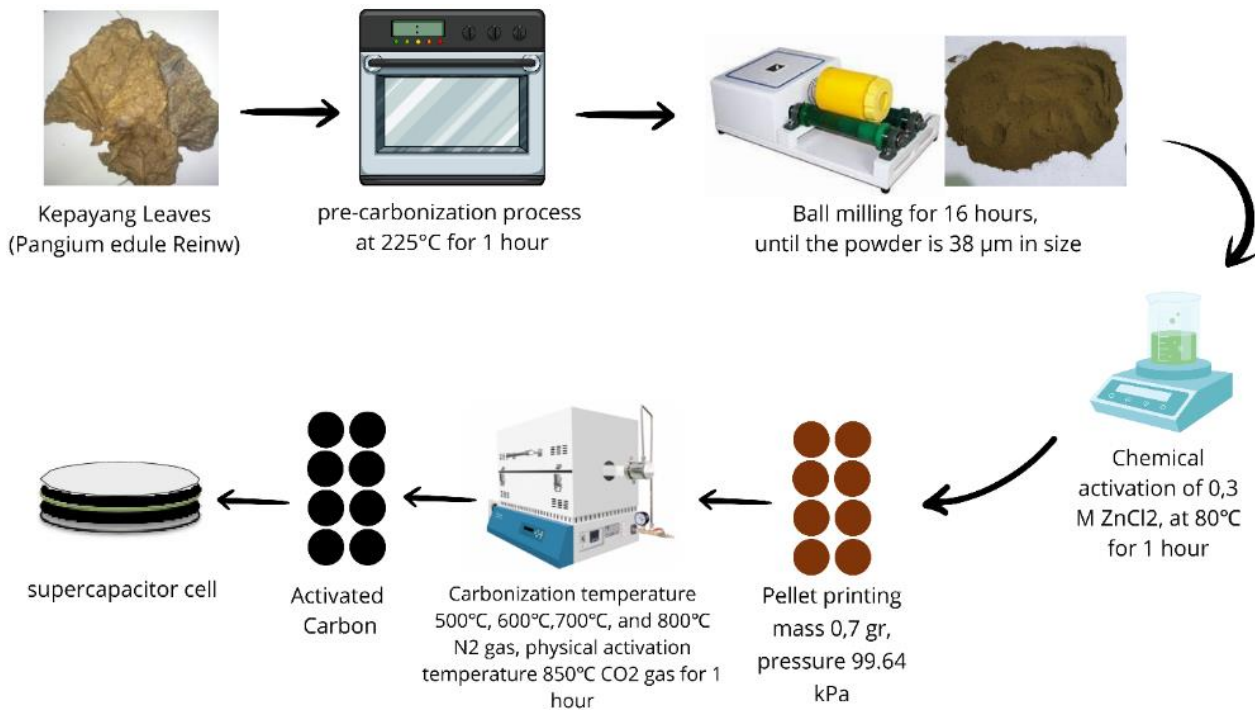 Kepayang Leaves
(Pangium edule Reinw)
pre-carbonization process
at 225°C for 1 hour
Ball milling for 16 hours,
until the powder is 38 µm in size
Chemical
activation of 0,3
M ZnCl2, at 80℃
for 1 hour
Pellet printing
mass 0,7 gr,
pressure 99.64
kPa
Carbonization temperature
500℃, 600℃,700℃, and 800℃
N2 gas, physical activation
temperature 850℃ CO2 gas for 1
hour
Activated
Carbon
supercapacitor cell